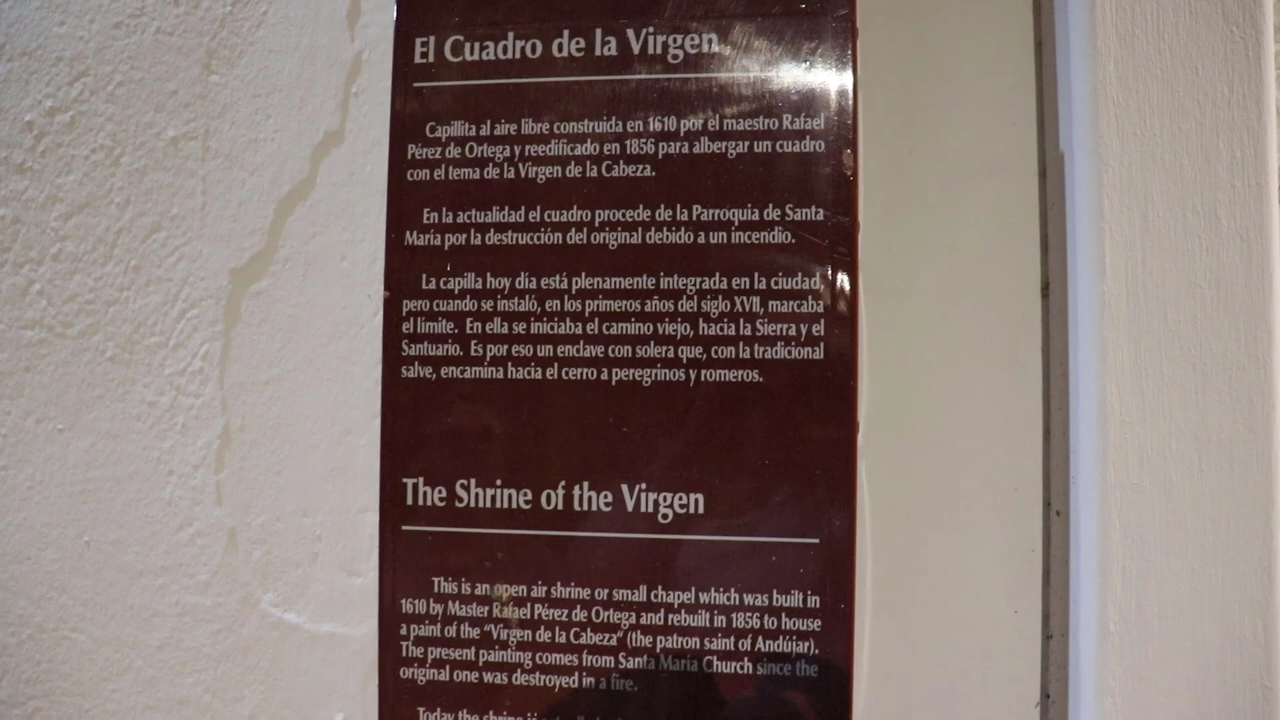 El Cuadro de la Virgen
Capillita al aire libre construida en 1610 por el maestro Rafael
Pérez de Ortega y reedificado en 1856 para albergar un cuadro
con el tema de la Virgen de la Cabeza.
En la actualidad el cuadro procede de la Parroquia de Santa
María por la destrucción del original debido a un incendio.
La capilla hoy día está plenamente integrada en la ciudad,
pero cuando se instaló, en los primeros años del siglo XVII, marcaba
el límite. En ella se iniciaba el camino viejo, hacia la Sierra y el
Santuario. Es por eso un enclave con solera que, con la tradicional
salve, encamina hacia el cerro a peregrinos y romeros.
The Shrine of the Virgen
This is an open air shrine or small chapel which was built in
1610 by Master Rafael Pérez de Ortega and rebuilt in 1856 to house
a paint of the "Virgen de la Cabeza" (the patron saint of Andújar).
The present painting comes from Santa María Church since the
original one was destroyed in a fire.
Today the shrine